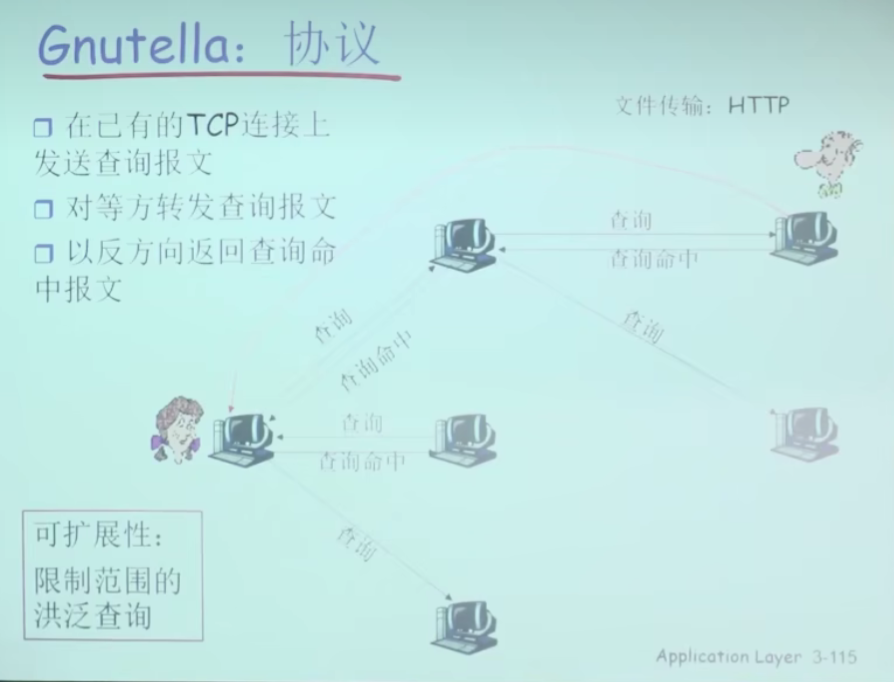 Gnutella: 协议
在已有的TCP连接上
发送查询报文
对等方转发查询报文
以反方向返回查询命
中报文
文件传输: HTTP
查询
查询命中
查询
查询
查询命中
查询
查询命中
查询
可扩展性:
限制范围的
洪泛查询
Application Layer 3-115